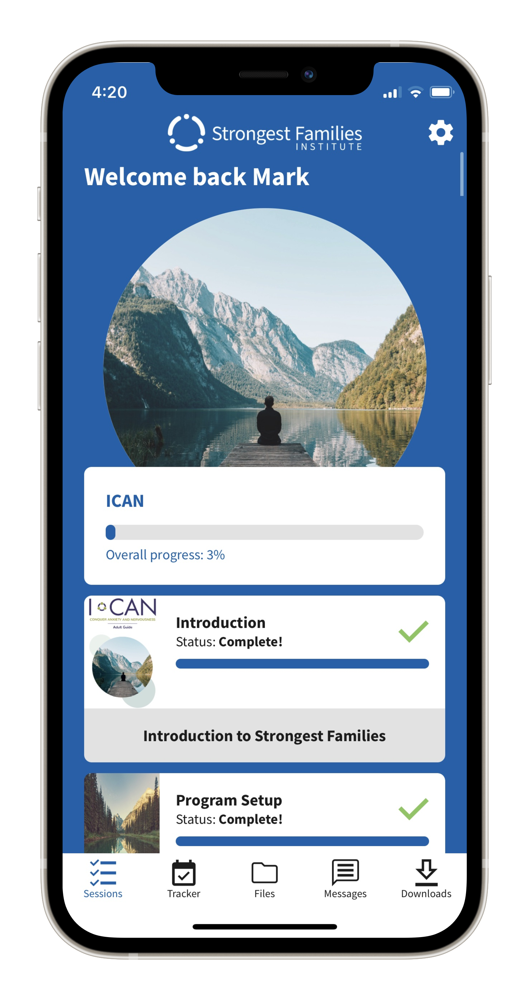 4:20
Strongest Families
INSTITUTE
Welcome back Mark
ICAN
Overall progress: 3%
I CAN
CONQUER ANXIETY AND NERVOUSNESS
Adult Guide
Introduction
Status: Complete!
Introduction to Strongest Families
Program Setup
Status: Complete!
Sessions
Tracker
Files
Messages
Downloads